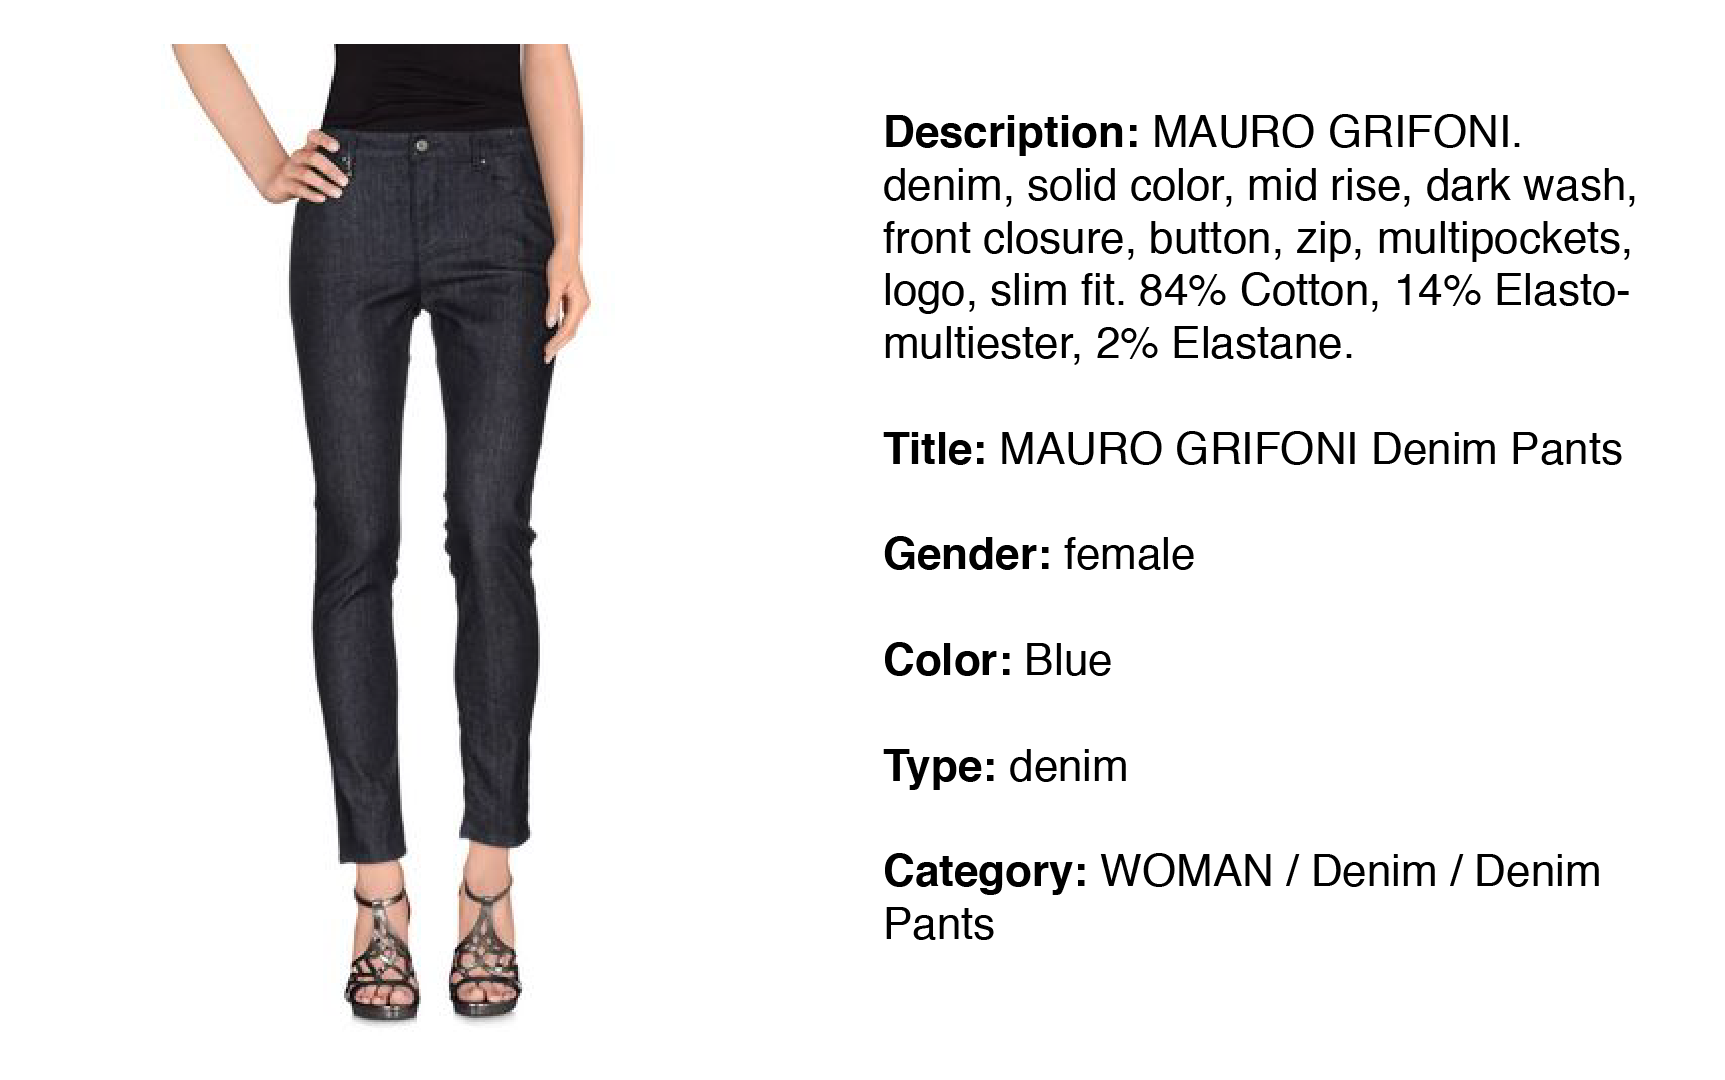 Description: MAURO GRIFONI.
denim, solid color, mid rise, dark wash,
front closure, button, zip, multipockets,
logo, slim fit. 84% Cotton, 14% Elasto-
multiester, 2% Elastane.
Title: MAURO GRIFONI Denim Pants
Gender: female
Color: Blue
Type: denim
Category: WOMAN / Denim / Denim
Pants